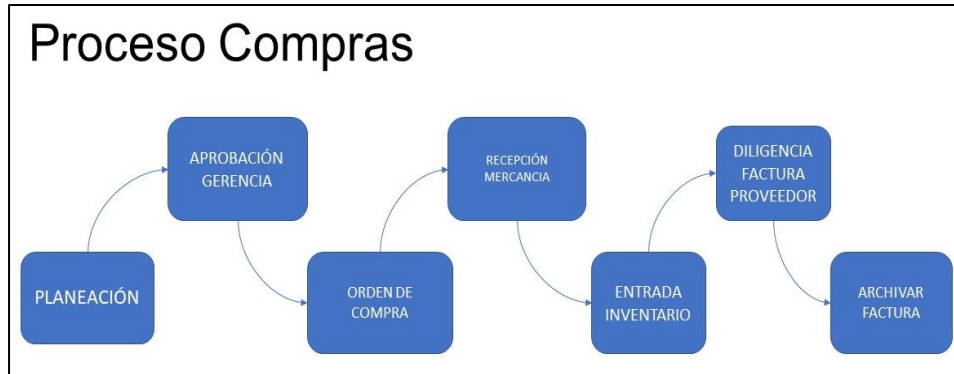 Proceso Compras
PLANEACIÓN
APROBACIÓN
GERENCIA
ORDEN DE
COMPRA
RECEPCIÓN
MERCANCIA
ENTRADA
INVENTARIO
DILIGENCIA
FACTURA
PROVEEDOR
ARCHIVAR
FACTURA